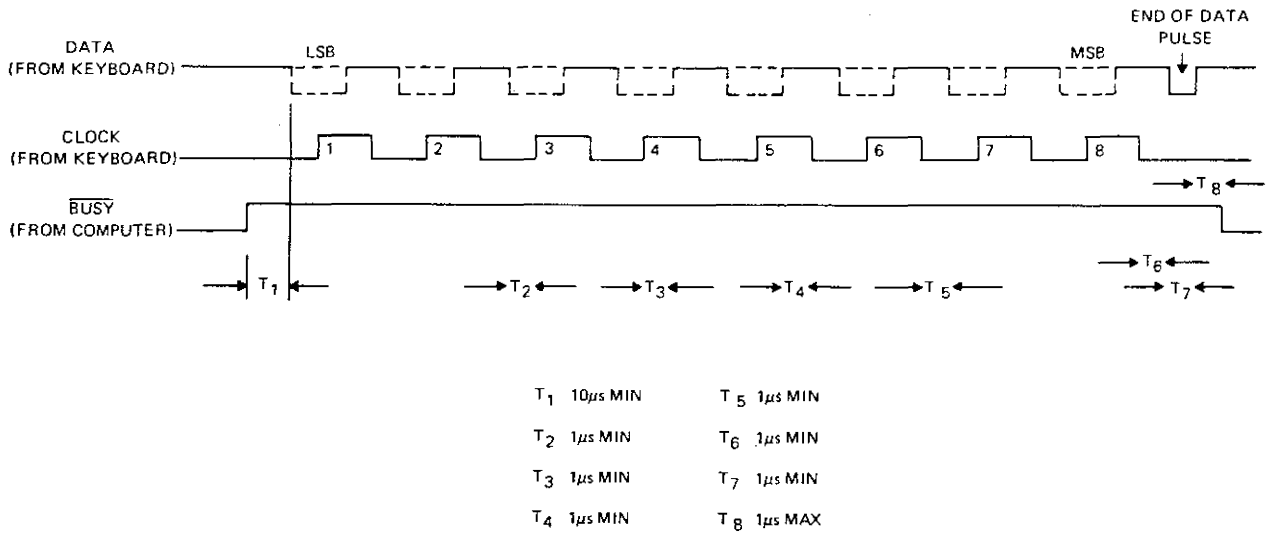 END OF DATA
PULSE
DATA
(FROM KEYBOARD)
LSB
MSB
CLOCK
(FROM KEYBOARD)
1 2 3 4 5 6 7 8
T8
BUSY
(FROM COMPUTER)
T6
T1 T2 T3 T4 T5 T7
T1 10μs MIN T5 1μs MIN
T2 1μs MIN T6 1μs MIN
T3 1μs MIN T7 1μs MIN
T4 1μs MIN T8 1μs MAX